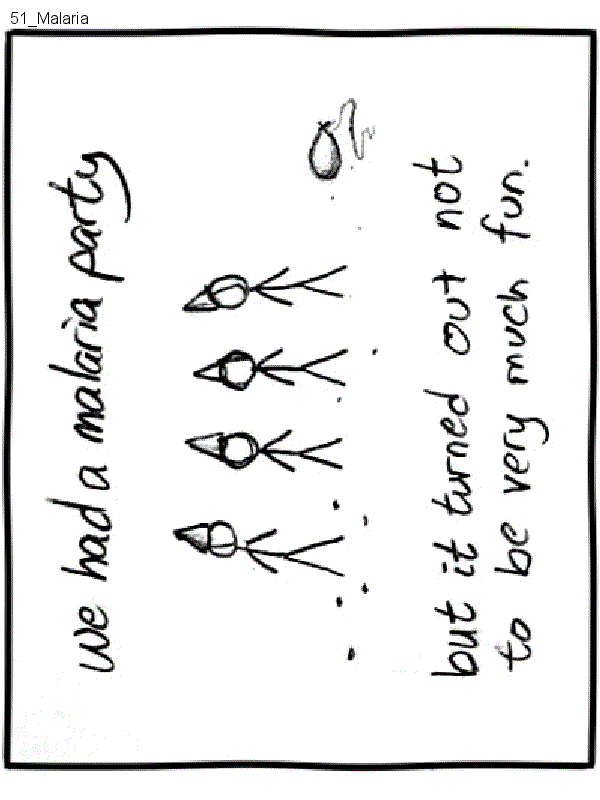 51_Malaria
we had a malaria party
but it turned out not
to be very much fun.